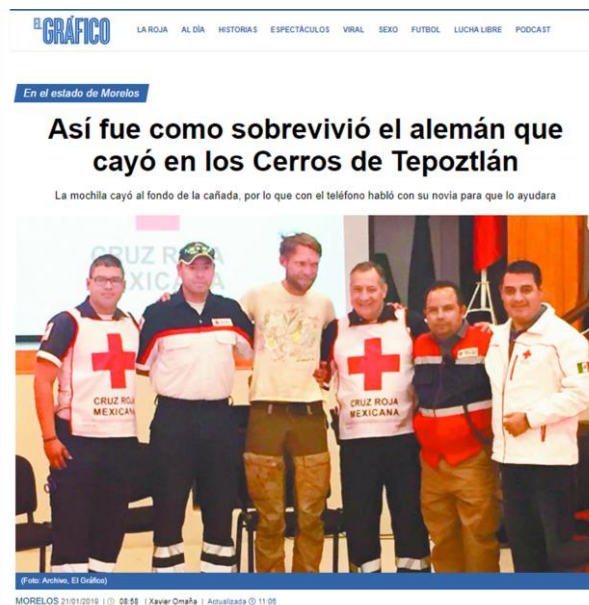 EL GRÁFICO
LA ROJA AL DÍA HISTORIAS ESPECTÁCULOS VIRAL SEXO FUTBOL LUCHA LIBRE PODCAST
En el estado de Morelos
Así fue como sobrevivió el alemán que
cayó en los Cerros de Tepoztlán
La mochila cayó al fondo de la cañada, por lo que con el teléfono habló con su novia para que lo ayudara
CRUZ ROJA
MEXICANA
CRUZ ROJA
MEXICANA
CRUZ ROJA
MEXICANA
(Foto: Archivo, El Gráfico)
MORELOS 21/01/2019 | 08:58 | Xavier Omaña | Actualizada 11:06